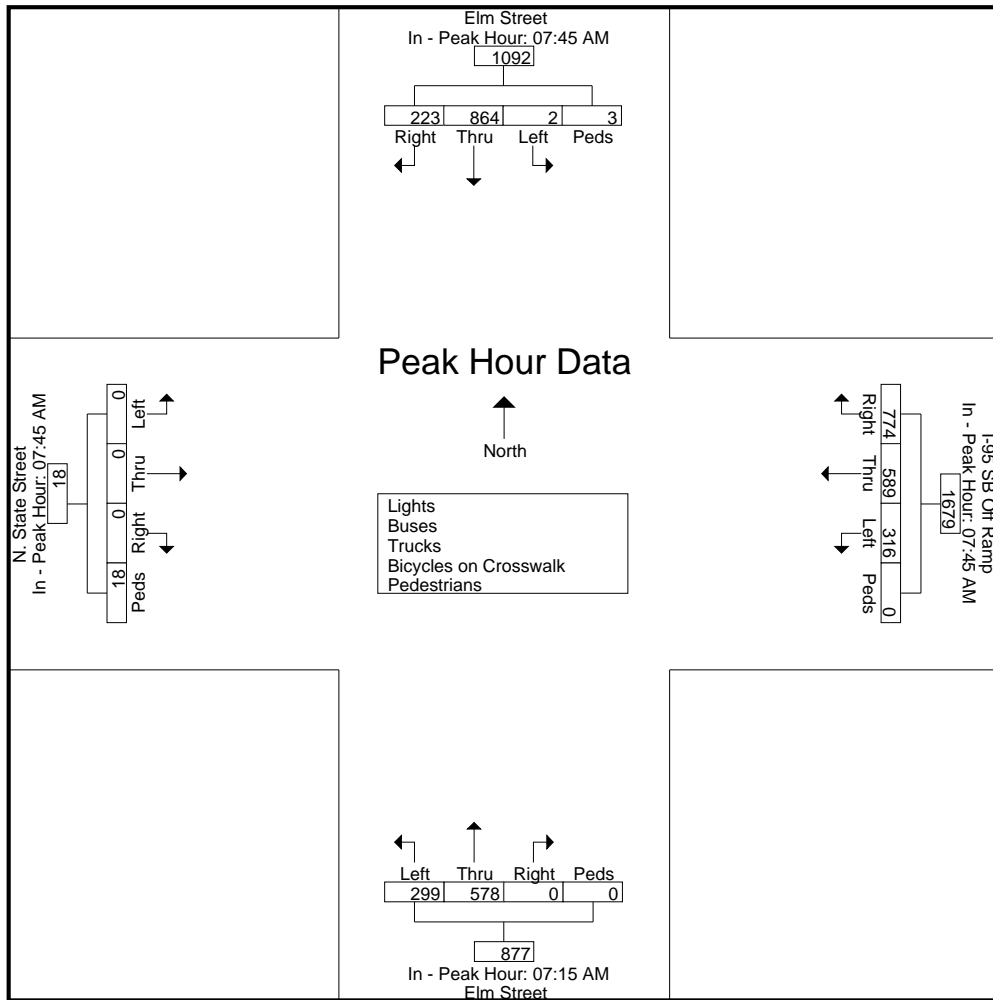 Elm Street
In - Peak Hour: 07:45 AM
1092
223 864 2 3
Right Thru Left Peds
Peak Hour Data
North
Lights
Buses
Trucks
Bicycles on Crosswalk
Pedestrians
N. State Street
In - Peak Hour: 07:45 AM
18
0 0 0 18
Left Thru Right Peds
I-95 SB Off Ramp
In - Peak Hour: 07:45 AM
1679
774 589 316 0
Right Thru Left Peds
Left Thru Right Peds
299 578 0 0
877
In - Peak Hour: 07:15 AM
Elm Street